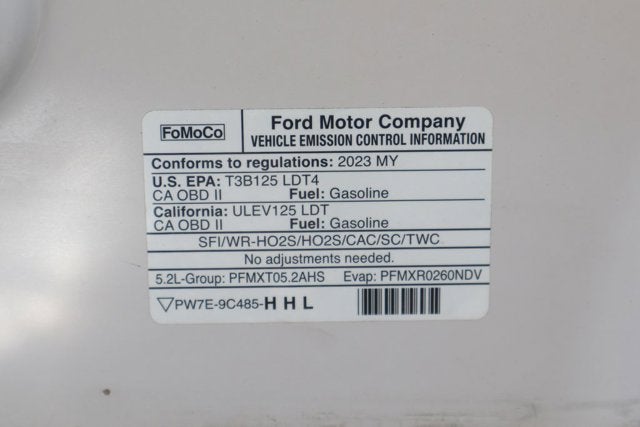 FoMoCo
Ford Motor Company
VEHICLE EMISSION CONTROL INFORMATION
Conforms to regulations: 2023 MY
U.S. EPA: T3B125 LDT4
CA OBD II Fuel: Gasoline
California: ULEV125 LDT
CA OBD II Fuel: Gasoline
SFI/WR-HO2S/HO2S/CAC/SC/TWC
No adjustments needed.
5.2L-Group: PFMXT05.2AHS Evap: PFMXR0260NDV
PW7E-9C485-HHL